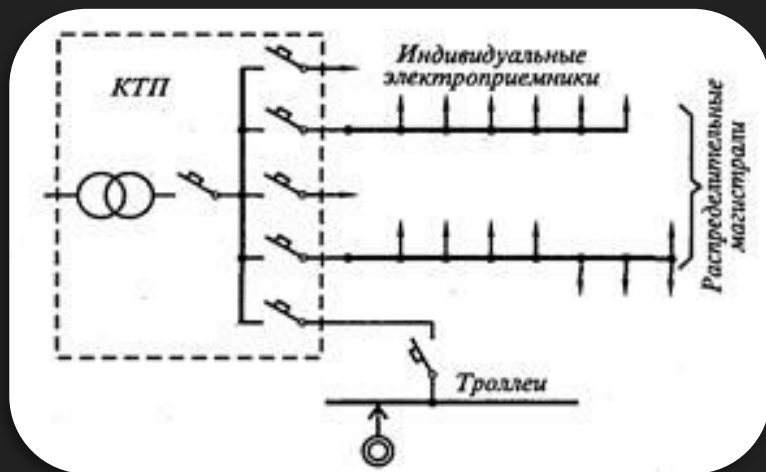 КТП
Индивидуальные
электроприемники
Распределительные
магистрали
Троллеи